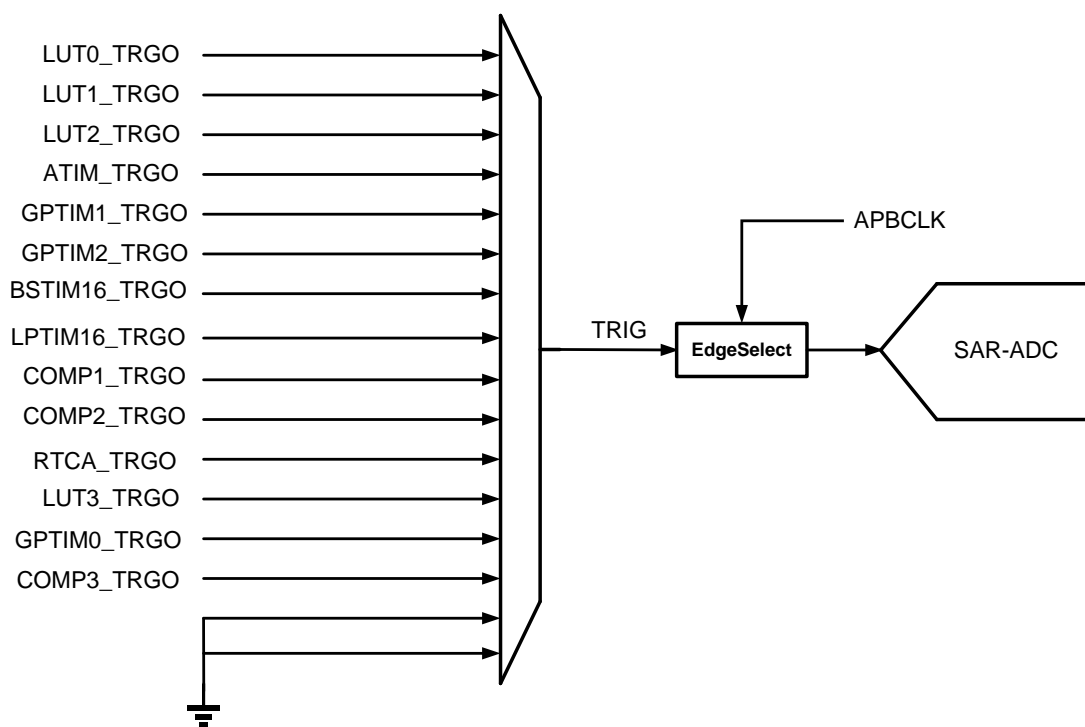 LUT0_TRGO
LUT1_TRGO
LUT2_TRGO
ATIM_TRGO
GPTIM1_TRGO
GPTIM2_TRGO
BSTIM16_TRGO
LPTIM16_TRGO
COMP1_TRGO
COMP2_TRGO
RTCA_TRGO
LUT3_TRGO
GPTIM0_TRGO
COMP3_TRGO
TRIG
APBCLK
EdgeSelect
SAR-ADC